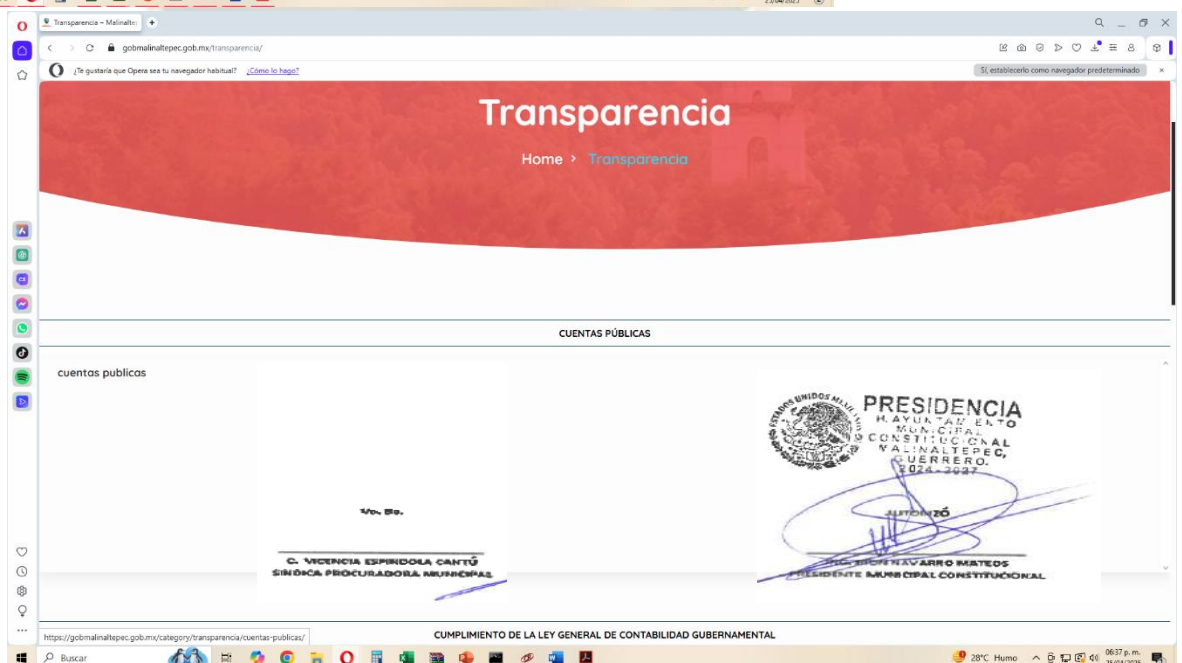 Transparencia – Malinaltep
gobmalinaltepec.gob.mx/transparencia/
¿Te gustaría que Opera sea tu navegador habitual? ¿Cómo lo hago?
Sí, establecerlo como navegador predeterminado
Transparencia
Home > Transparencia
CUENTAS PÚBLICAS
cuentas publicas
ESTADOS UNIDOS MEXICANOS
PRESIDENCIA
H. AYUNTAMIENTO
MUNICIPAL
CONSTITUCIONAL
MALINALTEPEC,
GUERRERO.
2024-2027
Vo. Bo.
AUTORIZÓ
C. VICENCIA ESPINDOLA CANTÚ
SINDICA PROCURADORA MUNICIPAL
NAVARRO MATEOS
PRESIDENTE MUNICIPAL CONSTITUCIONAL
https://gobmalinaltepec.gob.mx/category/transparencia/cuentas-publicas/
CUMPLIMIENTO DE LA LEY GENERAL DE CONTABILIDAD GUBERNAMENTAL
Buscar
28°C Humo
06:37 p. m.